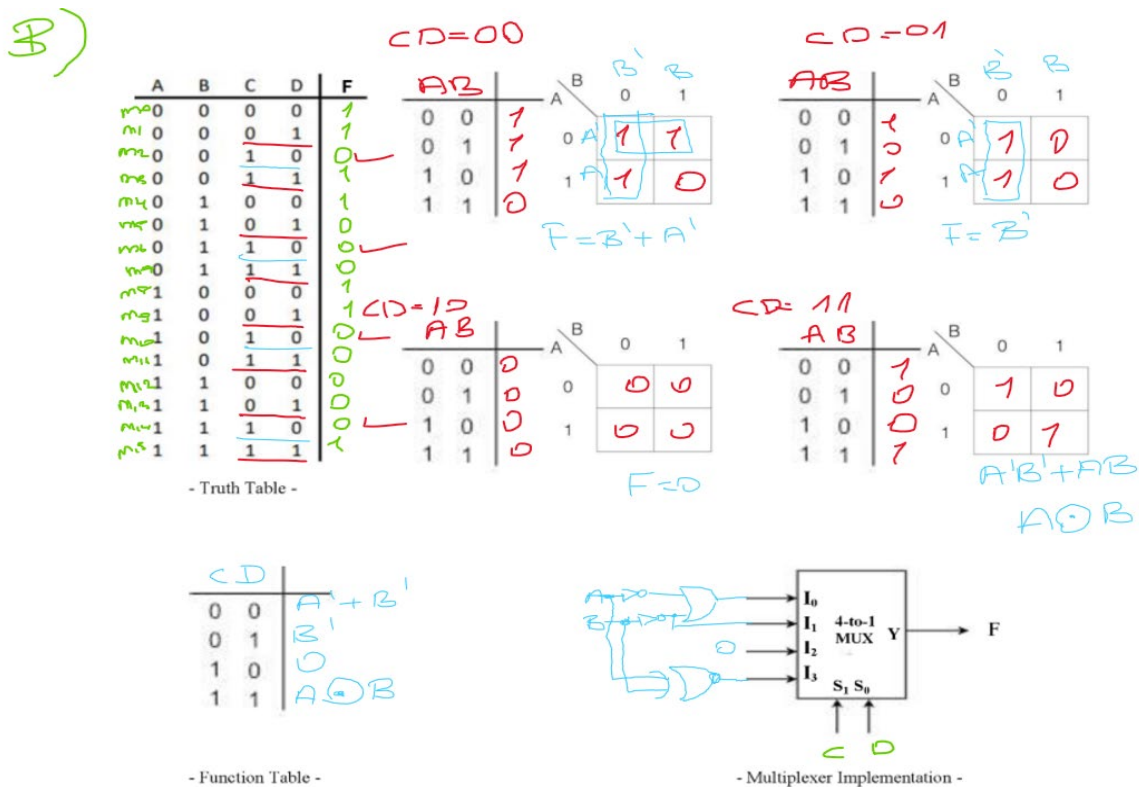 B)
CD=00
CD=01
A B C D F
m0 0 0 0 0 1
m1 0 0 0 1 1
m2 0 0 1 0 0
m3 0 0 1 1 1
m4 0 1 0 0 1
m5 0 1 0 1 0
m6 0 1 1 0 0
m7 0 1 1 1 0
m8 1 0 0 0 1
m9 1 0 0 1 1
m10 1 0 1 0 0
m11 1 0 1 1 0
m12 1 1 0 0 0
m13 1 1 0 1 0
m14 1 1 1 0 0
m15 1 1 1 1 1
- Truth Table -
AB
0 0 1
0 1 1
1 0 1
1 1 0
B' B
B
A 0 1
0 A' 1 1
1 A 1 0
F=B'+A'
AB
0 0 1
0 1 0
1 0 1
1 1 0
B' B
B
A 0 1
0 A' 1 0
1 A 1 0
F=B'
CD=10
AB
0 0 0
0 1 0
1 0 0
1 1 0
B
A 0 1
0 0 0
1 0 0
F=0
CD=11
AB
0 0 1
0 1 0
1 0 0
1 1 1
B
A 0 1
0 1 0
1 0 1
A'B'+AB
A⊙B
C D
0 0 A'+B'
0 1 B'
1 0 0
1 1 A⊙B
- Function Table -
A
B
0
I0
I1
I2
I3
4-to-1
MUX
Y
F
S1 S0
C D
- Multiplexer Implementation -